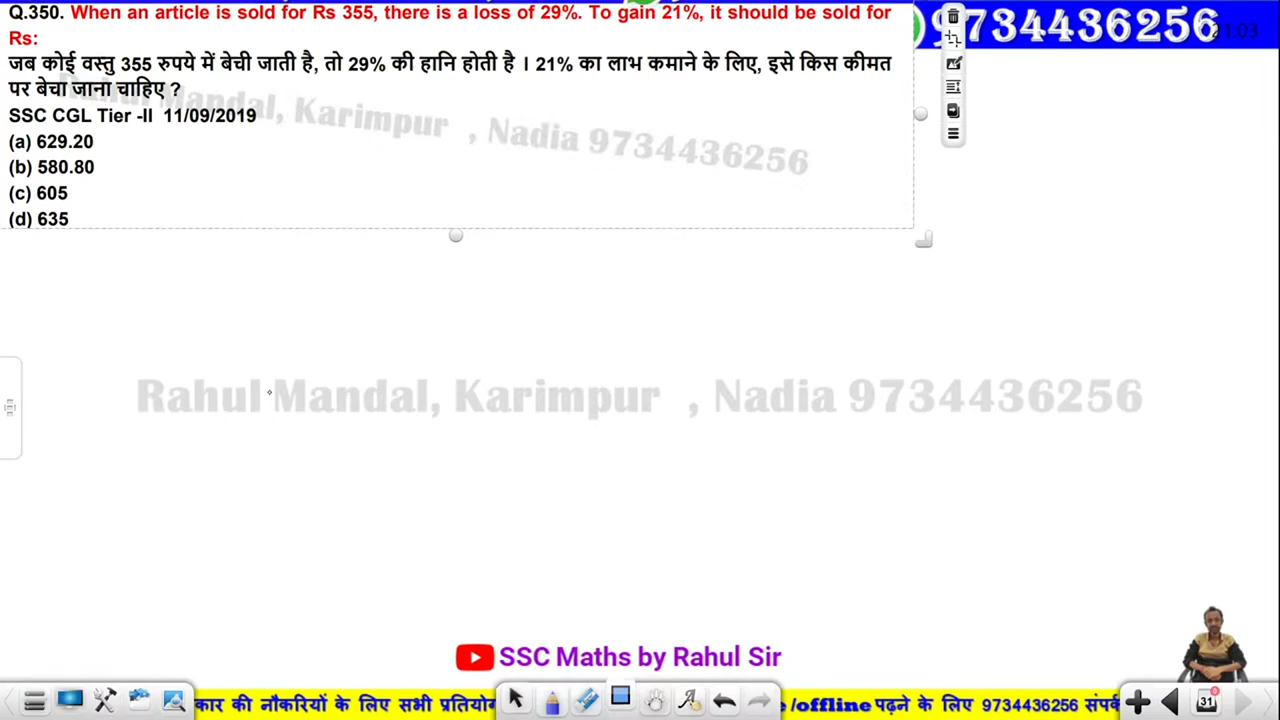 Q.350. When an article is sold for Rs 355, there is a loss of 29%. To gain 21%, it should be sold for
Rs:
जब कोई वस्तु 355 रुपये में बेची जाती है, तो 29% की हानि होती है । 21% का लाभ कमाने के लिए, इसे किस कीमत
पर बेचा जाना चाहिए ?
SSC CGL Tier -II 11/09/2019
(a) 629.20
(b) 580.80
(c) 605
(d) 635
9734436256
21:03
Rahul Mandal, Karimpur , Nadia 9734436256
Rahul Mandal, Karimpur , Nadia 9734436256
SSC Maths by Rahul Sir
कार की नौकरियों के लिए सभी प्रतियो
/offline पढ़ने के लिए 9734436256 संपर्क
31